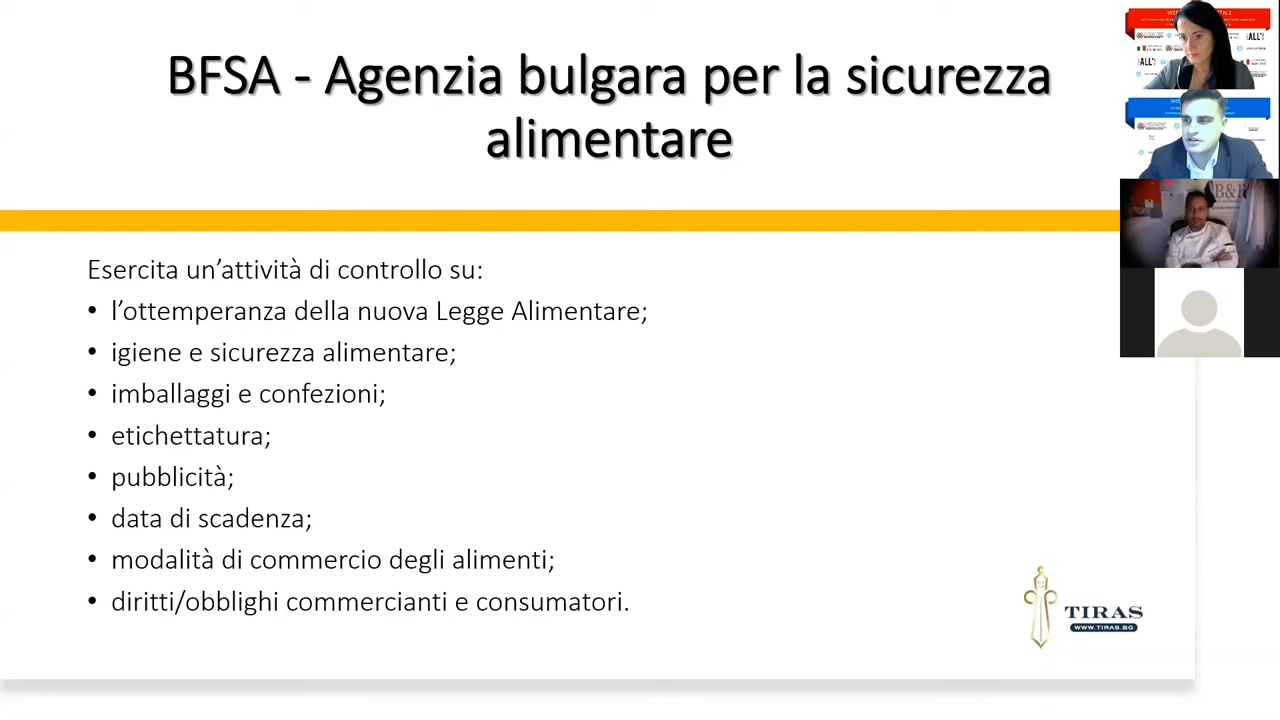 BFSA - Agenzia bulgara per la sicurezza
alimentare
Esercita un’attività di controllo su:
• l’ottemperanza della nuova Legge Alimentare;
• igiene e sicurezza alimentare;
• imballaggi e confezioni;
• etichettatura;
• pubblicità;
• data di scadenza;
• modalità di commercio degli alimenti;
• diritti/obblighi commercianti e consumatori.
TIRAS
WWW.TIRAS.BG
B&R